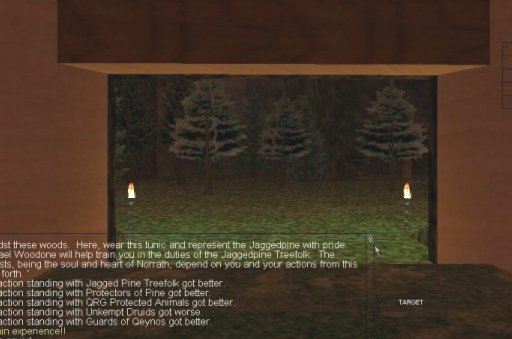 dst these woods. Here, wear this tunic and represent the Jaggedpine with pride.
ael Woodone will help train you in the duties of the Jaggedpine Treefolk. The
sts, being the soul and heart of Norrath, depend on you and your actions from this
forth. '
action standing with Jagged Pine Treefolk got better.
action standing with Protectors of Pine got better.
action standing with QRG Protected Animals got better.
action standing with Unkempt Druids got worse.
action standing with Guards of Qeynos got better.
in experience!!
TARGET